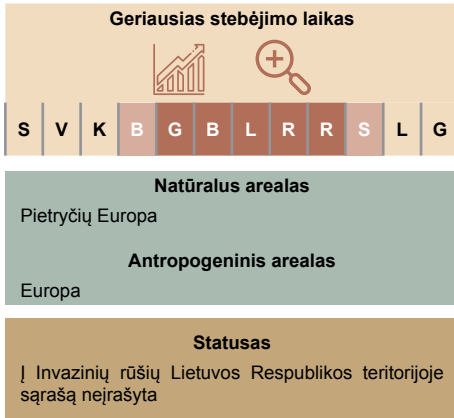 Geriausias stebėjimo laikas
S V K B G B L R R S L G
Natūralus arealas
Pietryčių Europa
Antropogeninis arealas
Europa
Statusas
Į Invazinių rūšių Lietuvos Respublikos teritorijoje
sąrašą neįrašyta